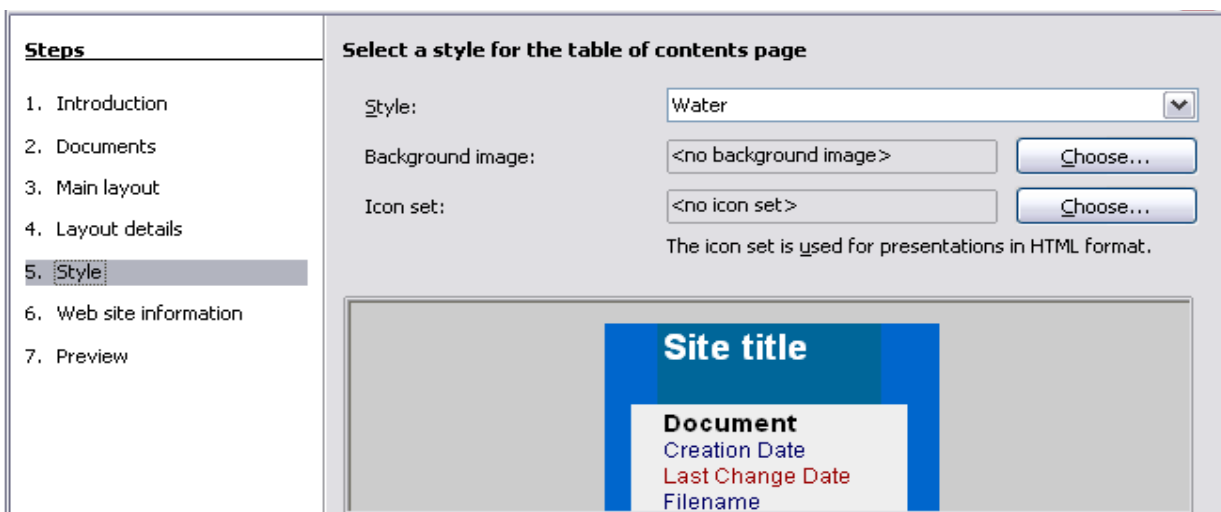 Steps
1. Introduction
2. Documents
3. Main layout
4. Layout details
5. Style
6. Web site information
7. Preview
Select a style for the table of contents page
Style: Water
Background image: <no background image> Choose...
Icon set: <no icon set> Choose...
The icon set is used for presentations in HTML format.
Site title
Document
Creation Date
Last Change Date
Filename